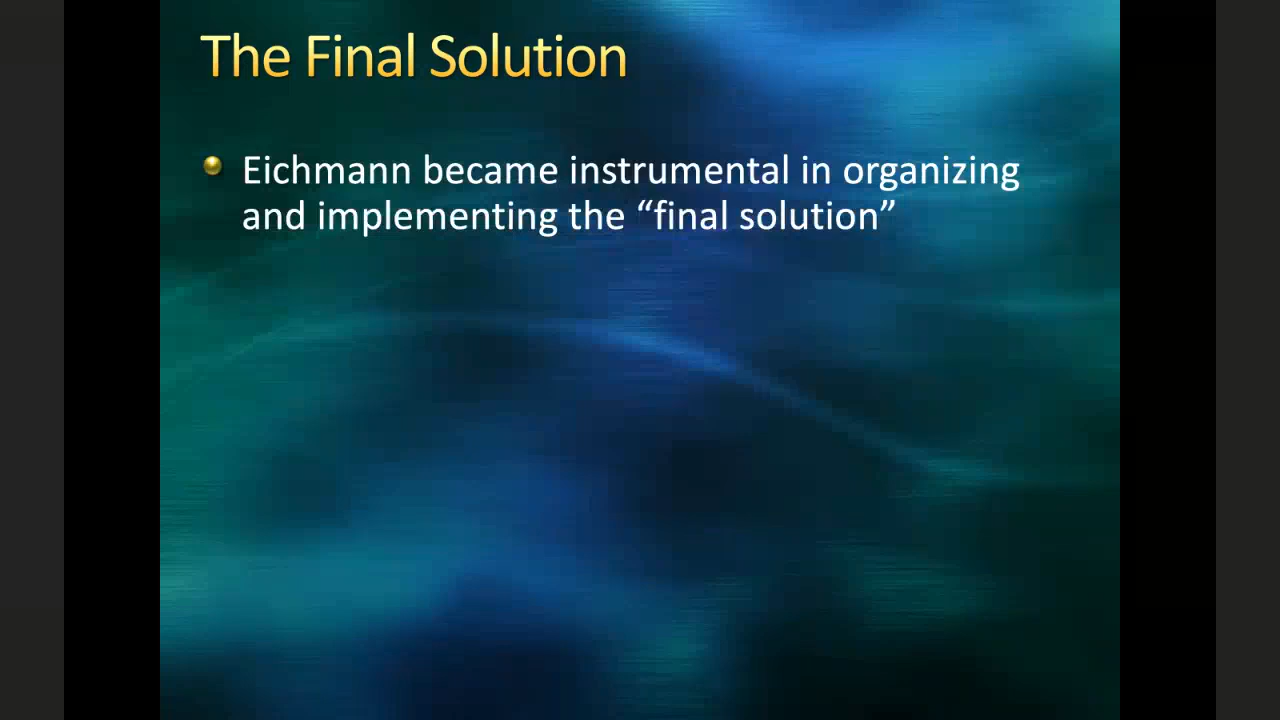 The Final Solution
Eichmann became instrumental in organizing
and implementing the “final solution”